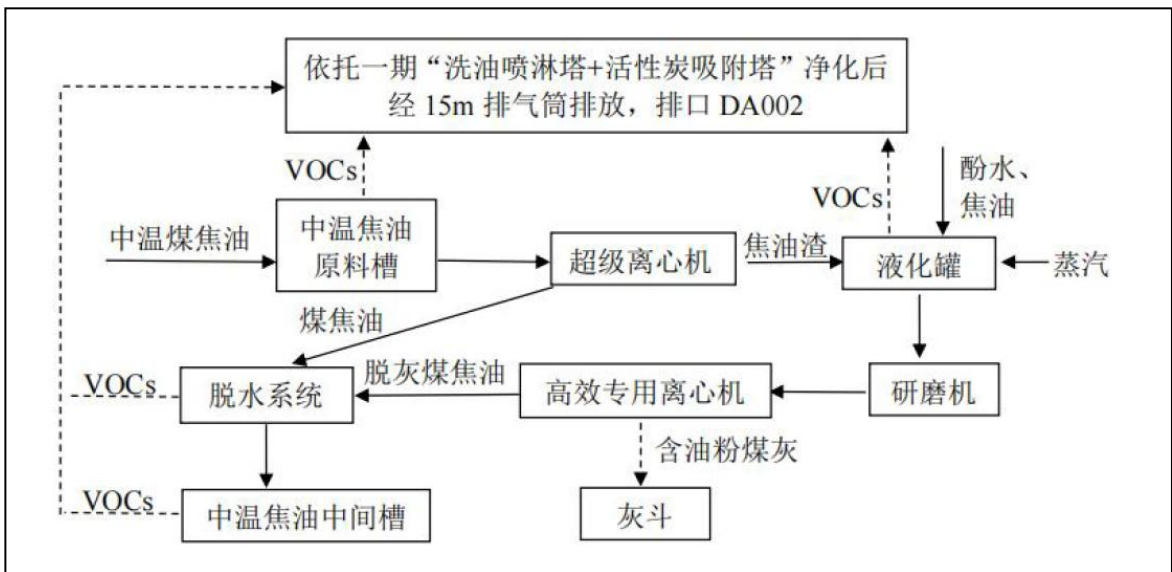 依托一期“洗油喷淋塔+活性炭吸附塔”净化后
经 15m 排气筒排放，排口 DA002
VOCs
VOCs
酚水、
焦油
中温煤焦油
中温焦油
原料槽
超级离心机
焦油渣
液化罐
蒸汽
煤焦油
VOCs
脱水系统
脱灰煤焦油
高效专用离心机
研磨机
含油粉煤灰
VOCs
中温焦油中间槽
灰斗